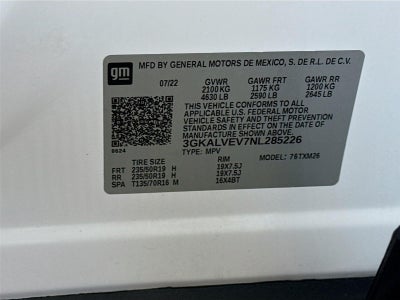 gm
MFD BY GENERAL MOTORS DE MEXICO, S. DE R.L. DE C.V.
07/22 GVWR GAWR FRT GAWR RR
2100 KG 1175 KG 1200 KG
4630 LB 2590 LB 2645 LB
THIS VEHICLE CONFORMS TO ALL
APPLICABLE U.S. FEDERAL MOTOR
VEHICLE SAFETY, BUMPER, AND THEFT
PREVENTION STANDARDS IN EFFECT ON THE
DATE OF MANUFACTURE SHOWN ABOVE.
3GKALVEV7NL285226
8624 TYPE: MPV MODEL: 76TXM26
TIRE SIZE RIM
FRT 235/50R19 H 19X7.5J
RR 235/50R19 H 19X7.5J
SPA T135/70R16 M 16X4BT